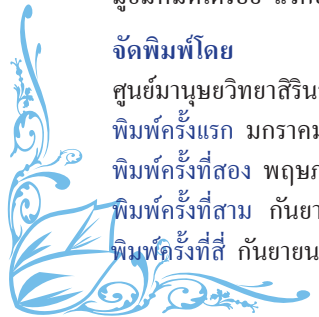 จัดพิมพ์โดย
ศูนย์มานุษยวิทยาสิริน
พิมพ์ครั้งแรก มกราคม
พิมพ์ครั้งที่สอง พฤษภ
พิมพ์ครั้งที่สาม กันยา
พิมพ์ครั้งที่สี่ กันยายน